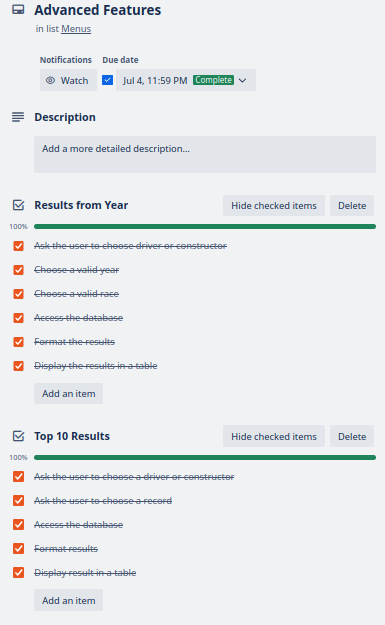 Advanced Features
in list Menus
Notifications Due date
Watch Jul 4, 11:59 PM Complete
Description
Add a more detailed description...
Results from Year Hide checked items Delete
100%
Ask the user to choose driver or constructor
Choose a valid year
Choose a valid race
Access the database
Format the results
Display the results in a table
Add an item
Top 10 Results Hide checked items Delete
100%
Ask the user to choose a driver or constructor
Ask the user to choose a record
Access the database
Format results
Display result in a table
Add an item